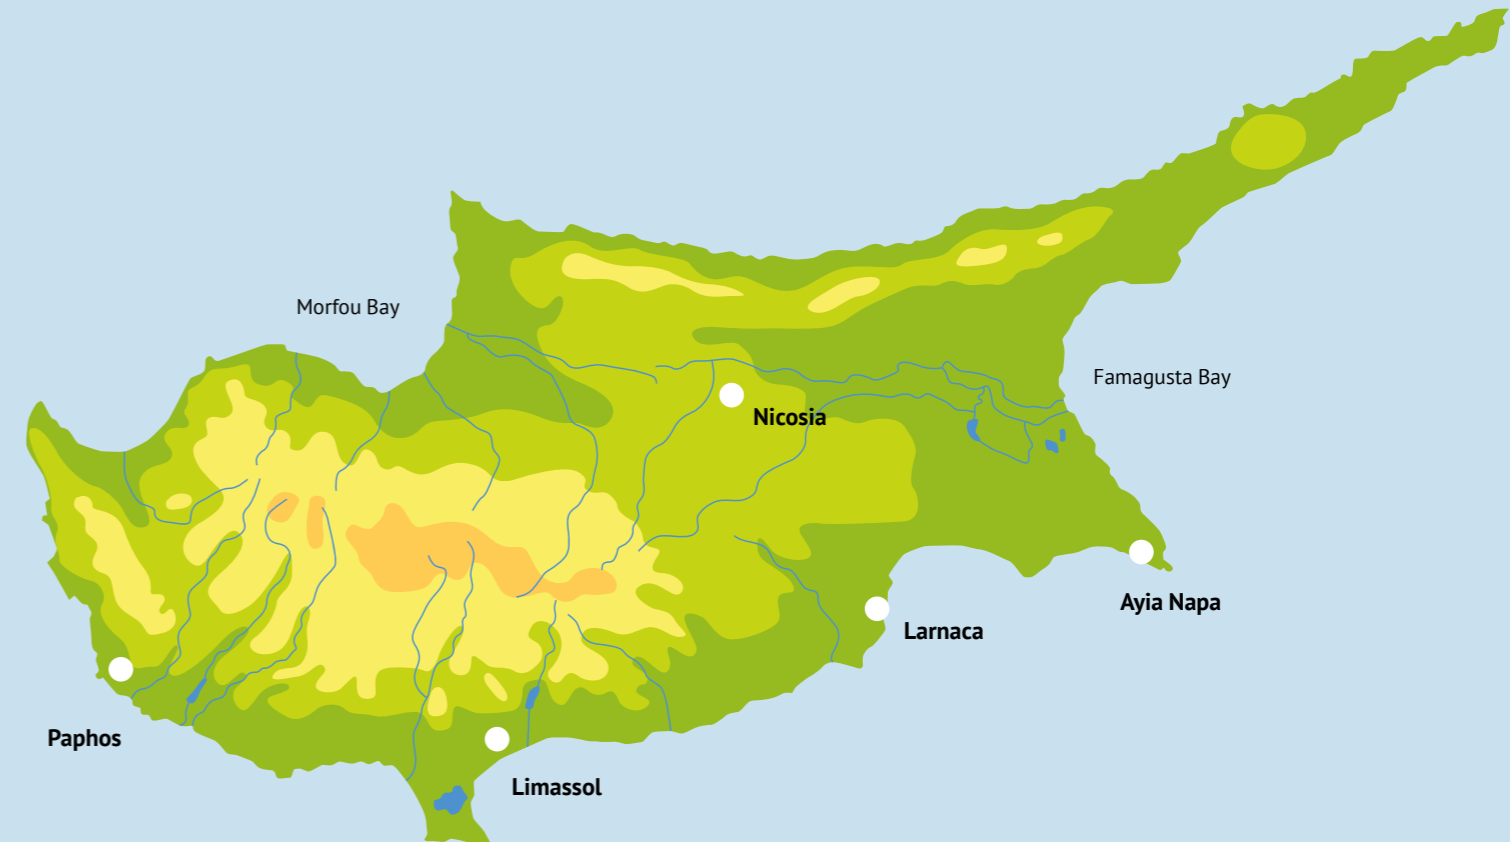 Morfou Bay
Famagusta Bay
Nicosia
Ayia Napa
Larnaca
Paphos
Limassol